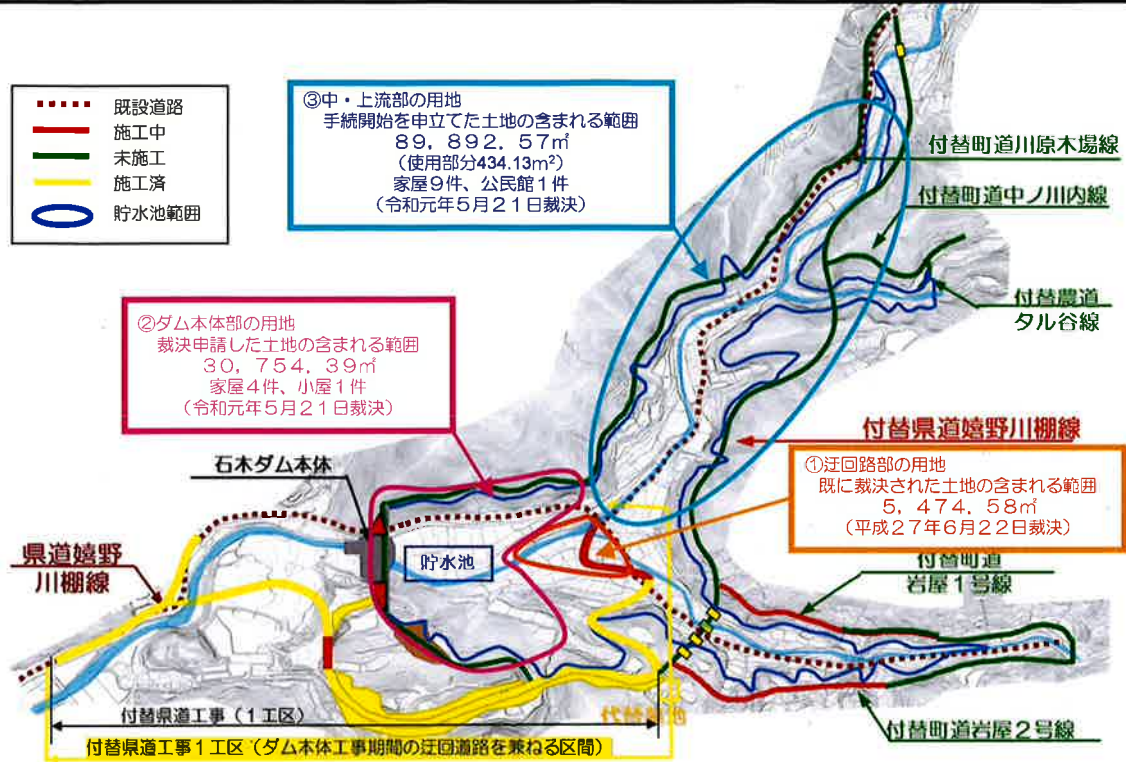 既設道路
施工中
未施工
施工済
貯水池範囲
③中・上流部の用地
手続開始を申立てた土地の含まれる範囲
89，892．57㎡
(使用部分434.13m²)
家屋9件、公民館1件
(令和元年5月21日裁決)
付替町道川原木場線
付替町道中ノ川内線
付替農道
タル谷線
②ダム本体部の用地
裁決申請した土地の含まれる範囲
30，754．39㎡
家屋4件、小屋1件
(令和元年5月21日裁決)
付替県道嬉野川棚線
①迂回路部の用地
既に裁決された土地の含まれる範囲
5，474．58㎡
(平成27年6月22日裁決)
石木ダム本体
県道嬉野
川棚線
貯水池
付替町道
岩屋1号線
代替
付替県道工事（1工区）
付替町道岩屋2号線
付替県道工事1工区（ダム本体工事期間の迂回道路を兼ねる区間）